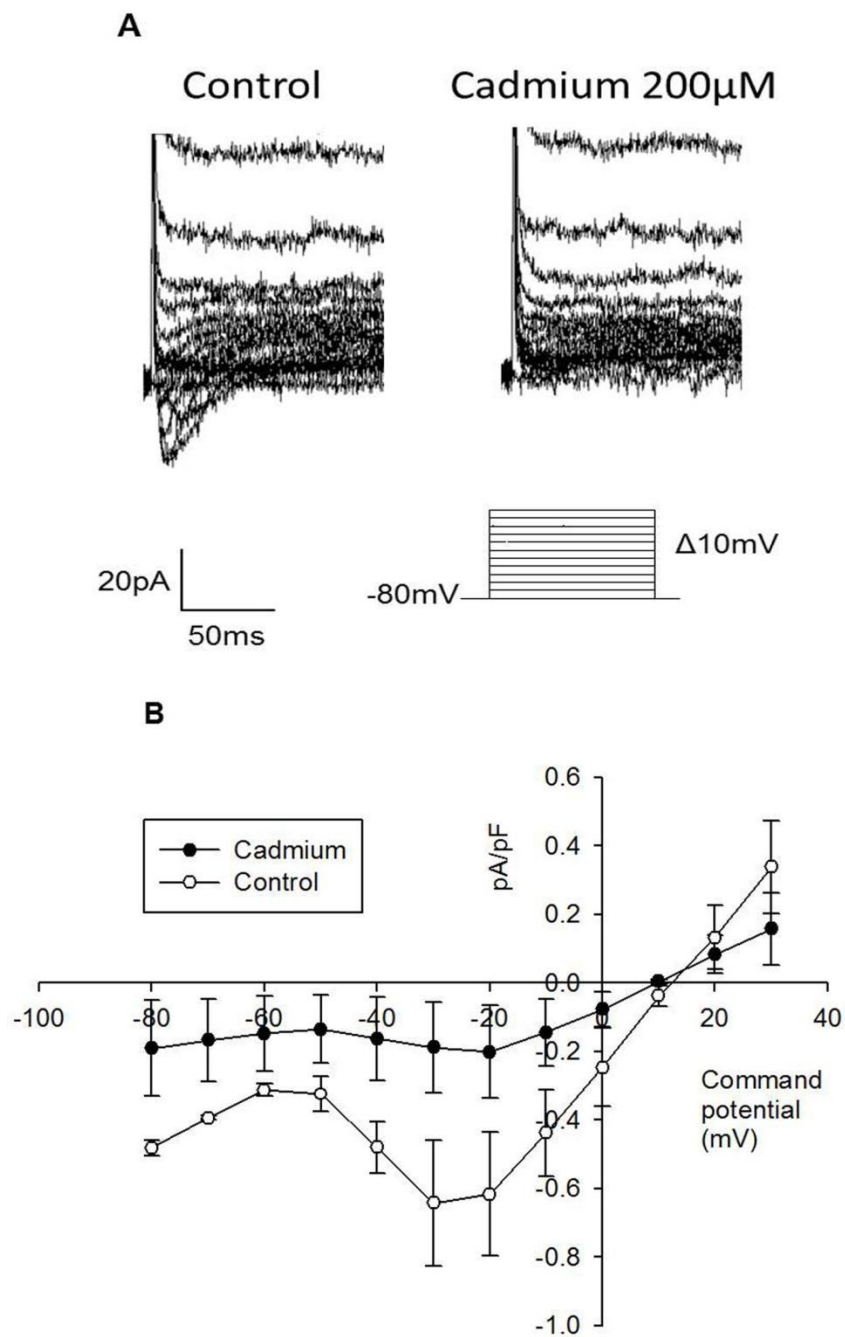 A
Control
Cadmium 200µM
20pA
50ms
-80mV
Δ10mV
B
Cadmium
Control
pA/pF
0.6
0.4
0.2
0.0
-0.2
-0.4
-0.6
-0.8
-1.0
-100
-80
-60
-40
-20
0
20
40
Command
potential
(mV)